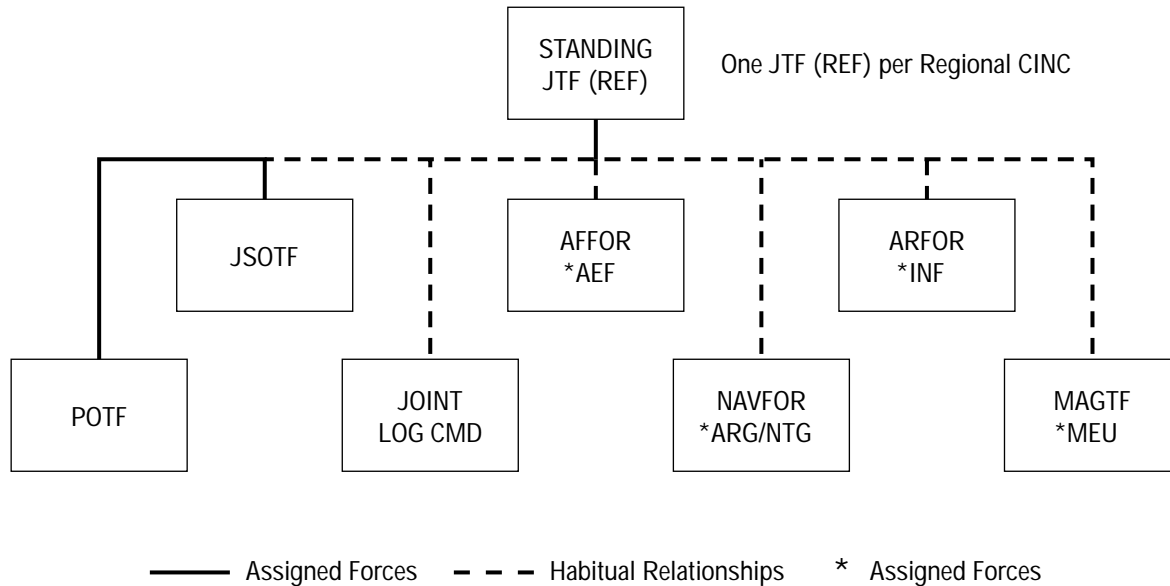 STANDING
JTF (REF)
One JTF (REF) per Regional CINC
JSOTF
AFFOR
*AEF
ARFOR
*INF
POTF
JOINT
LOG CMD
NAVFOR
*ARG/NTG
MAGTF
*MEU
Assigned Forces
Habitual Relationships
* Assigned Forces